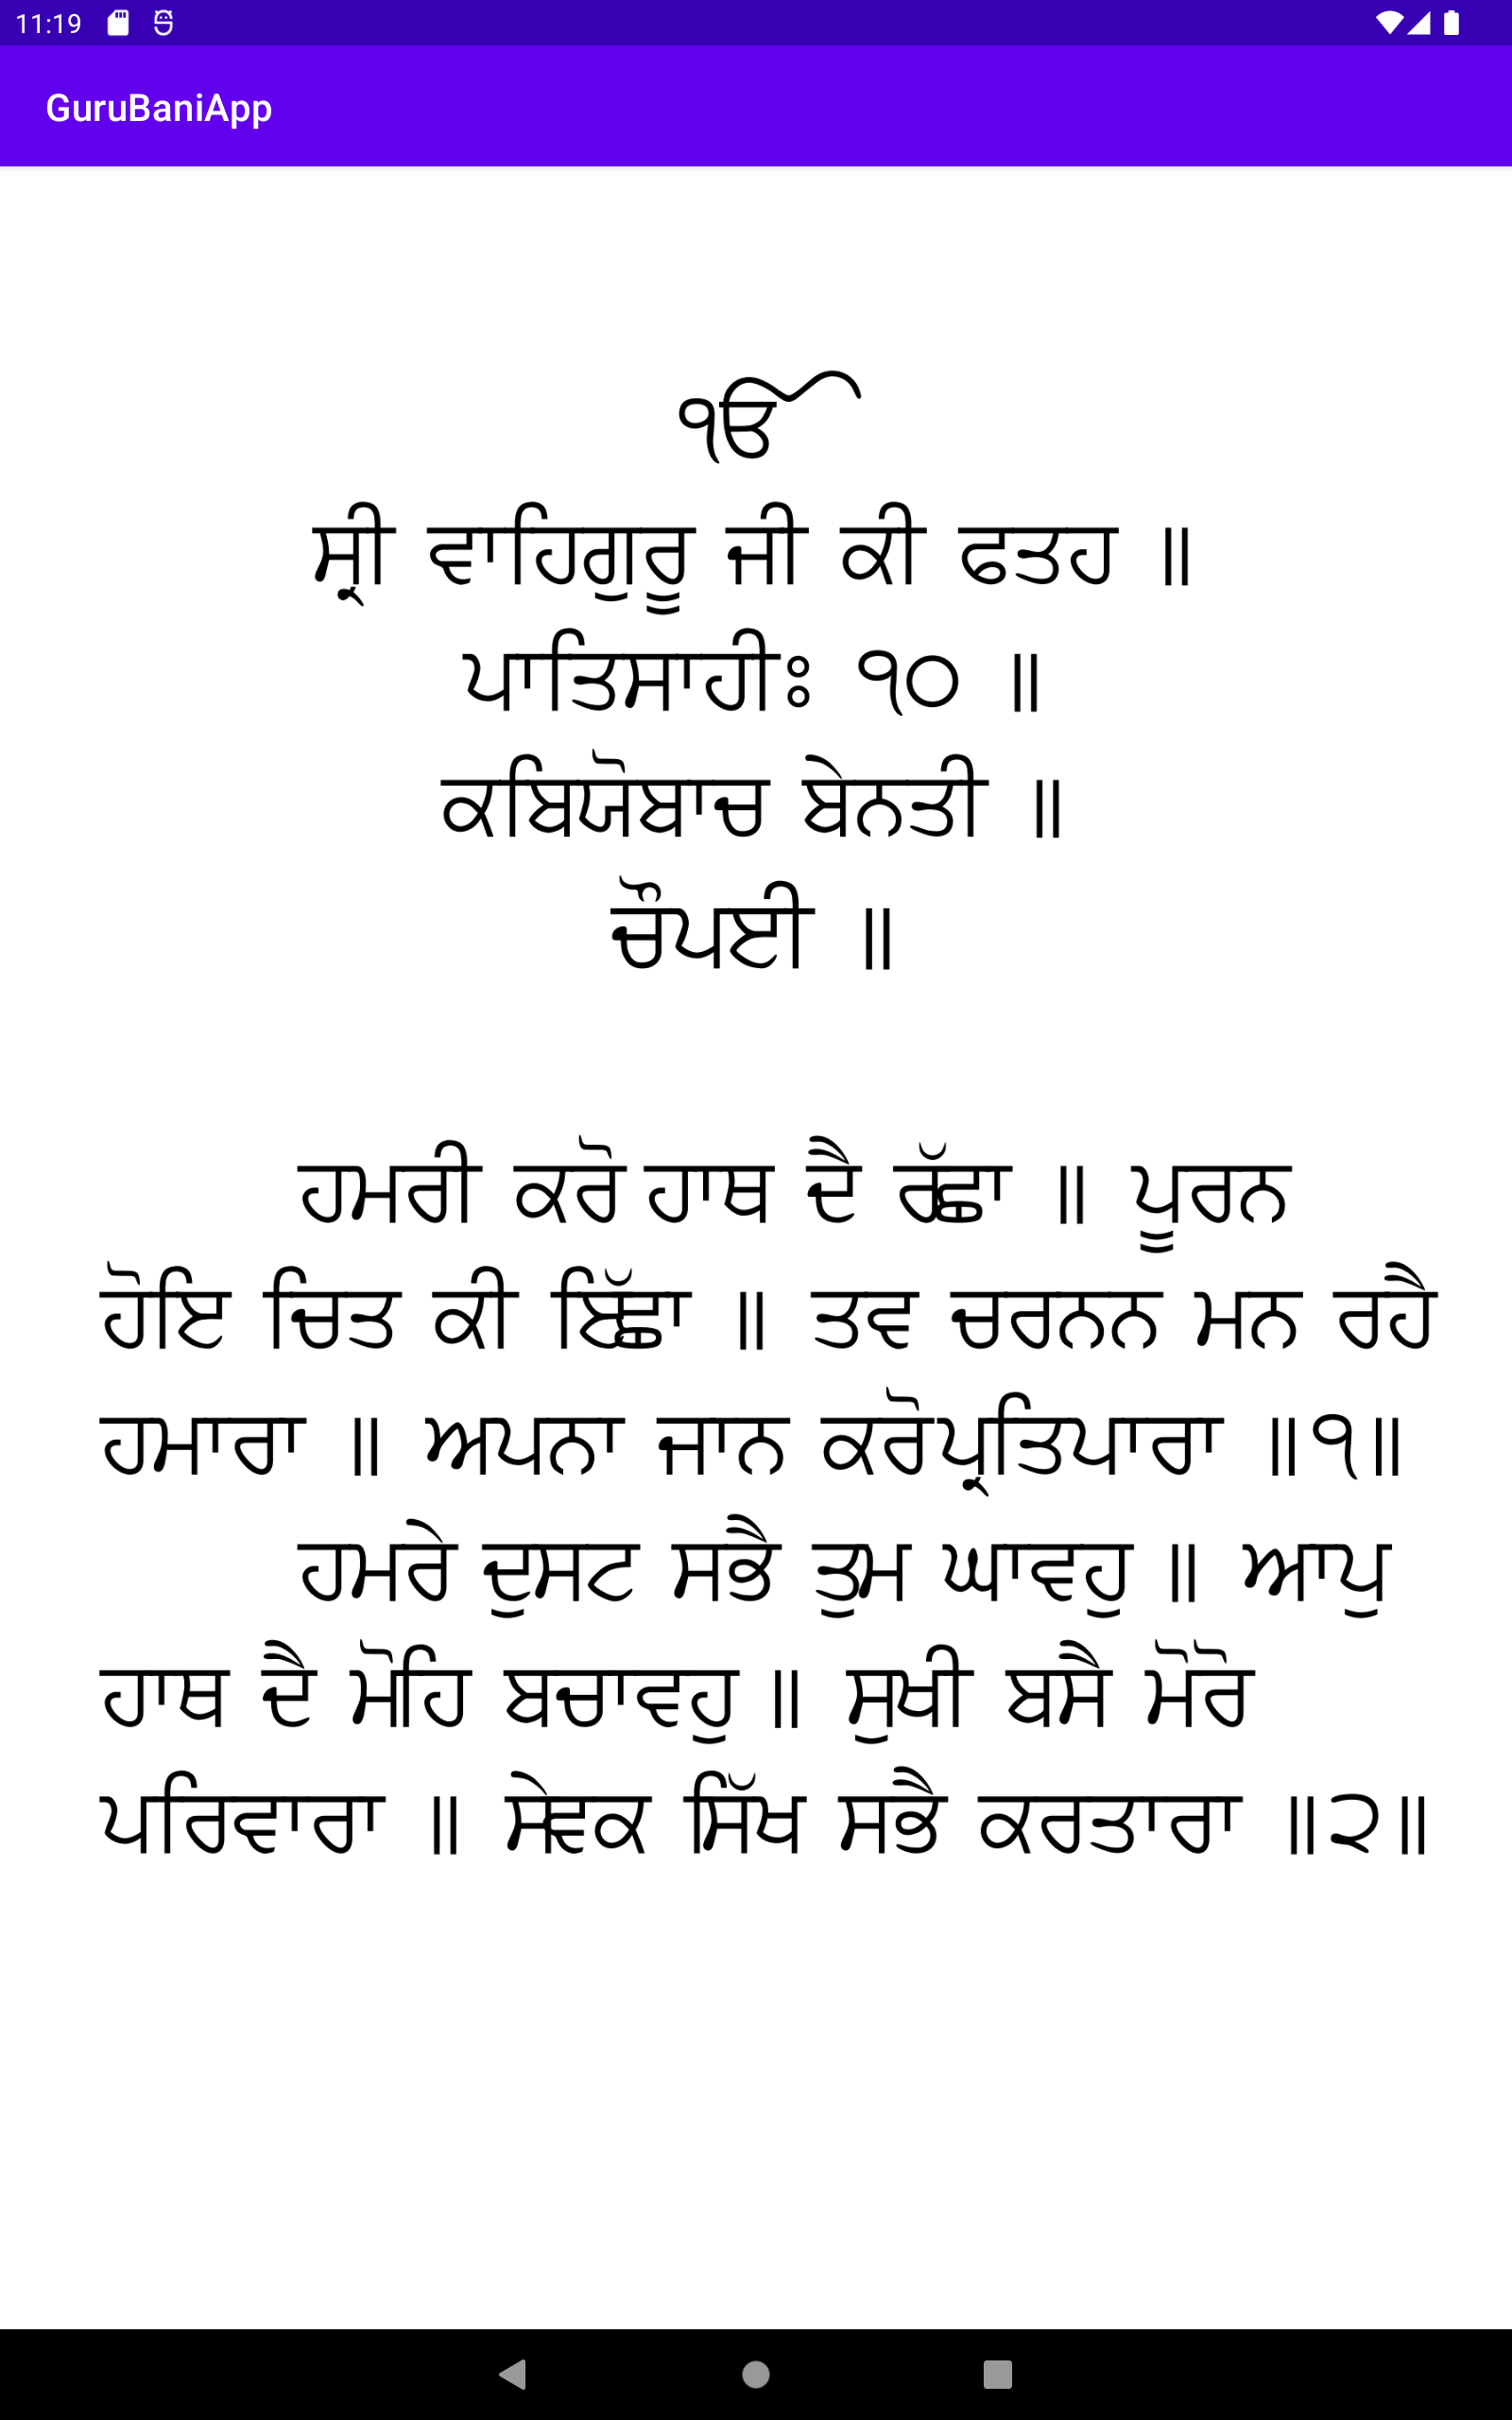 11:19
GuruBaniApp
ੴ
ਸ੍ਰੀ ਵਾਹਿਗੁਰੂ ਜੀ ਕੀ ਫਤਹ ॥
ਪਾਤਿਸਾਹੀਃ ੧੦ ॥
ਕਬਿਯੋਬਾਚ ਬੇਨਤੀ ॥
ਚੌਪਈ ॥
ਹਮਰੀ ਕਰੋ ਹਾਥ ਦੈ ਰੱਛਾ ॥ ਪੂਰਨ
ਹੋਇ ਚਿਤ ਕੀ ਇੱਛਾ ॥ ਤਵ ਚਰਨਨ ਮਨ ਰਹੈ
ਹਮਾਰਾ ॥ ਅਪਨਾ ਜਾਨ ਕਰੋਪ੍ਰਤਿਪਾਰਾ ॥੧॥
ਹਮਰੇ ਦੁਸਟ ਸਭੈ ਤੁਮ ਘਾਵਹੁ ॥ ਆਪੁ
ਹਾਥ ਦੈ ਮੋਹਿ ਬਚਾਵਹੁ ॥ ਸੁਖੀ ਬਸੈ ਮੋਰੋ
ਪਰਿਵਾਰਾ ॥ ਸੇਵਕ ਸਿੱਖ ਸਭੈ ਕਰਤਾਰਾ ॥੨॥